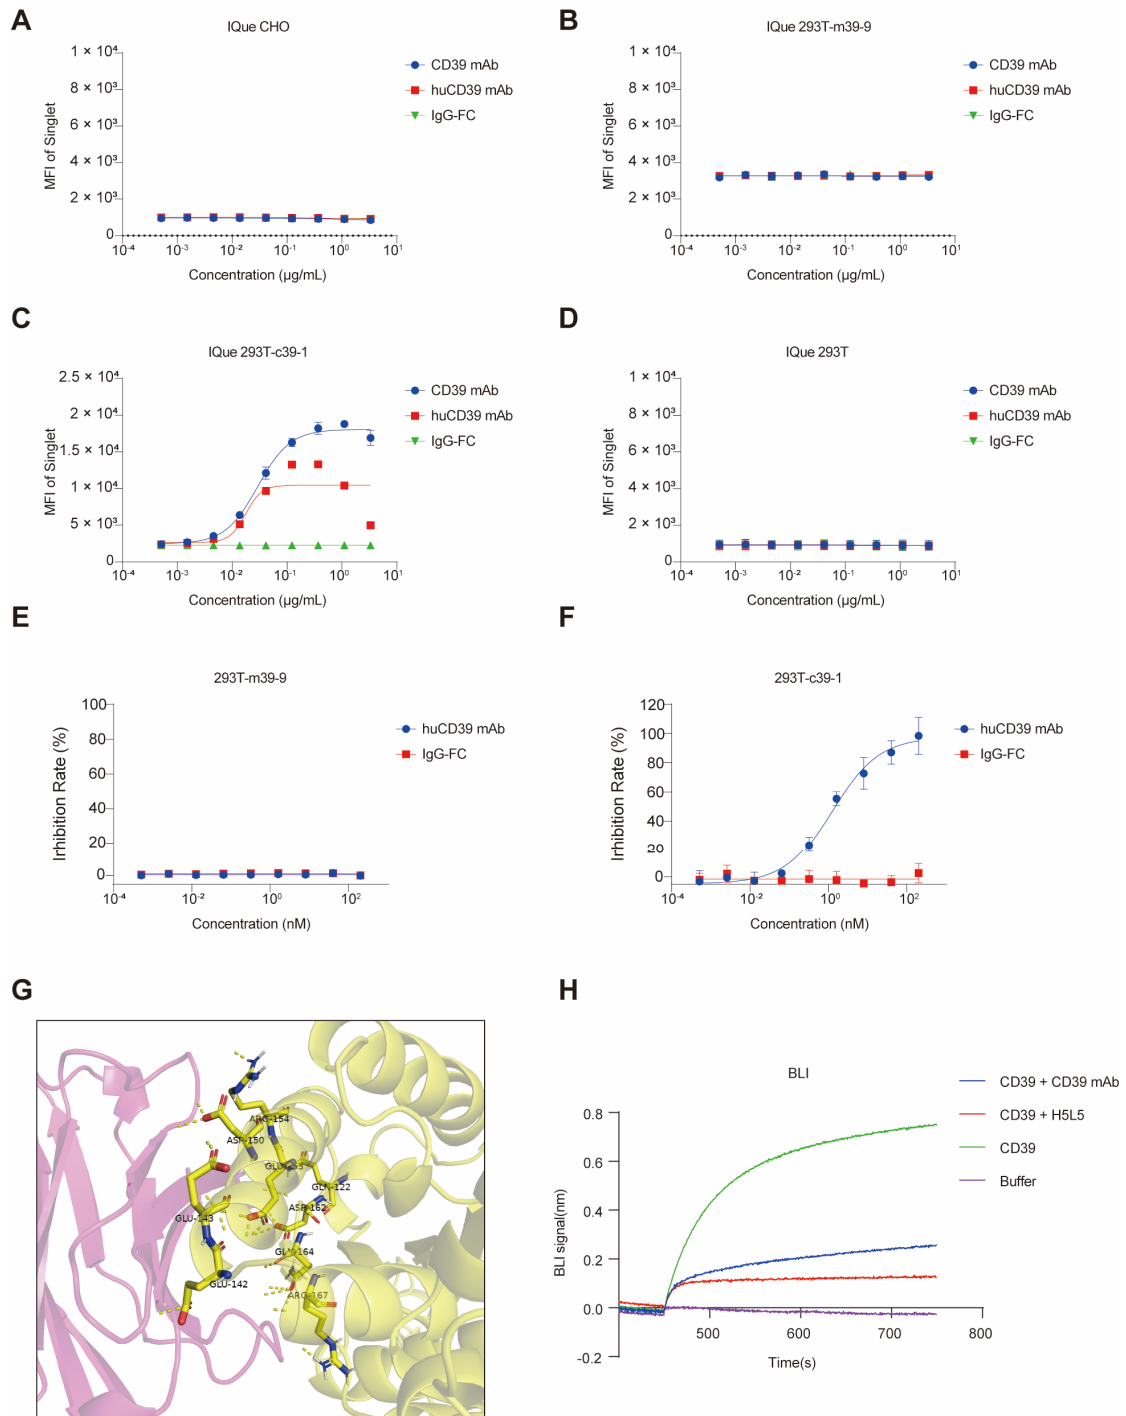 A
IQue CHO
1 × 10⁴
8 × 10³
6 × 10³
4 × 10³
2 × 10³
0
MFI of Singlet
10⁻⁴ 10⁻³ 10⁻² 10⁻¹ 10⁰ 10¹
Concentration (µg/mL)
CD39 mAb
huCD39 mAb
IgG-FC
B
IQue 293T-m39-9
1 × 10⁴
8 × 10³
6 × 10³
4 × 10³
2 × 10³
0
MFI of Singlet
10⁻⁴ 10⁻³ 10⁻² 10⁻¹ 10⁰ 10¹
Concentration (µg/mL)
CD39 mAb
huCD39 mAb
IgG-FC
C
IQue 293T-c39-1
2.5 × 10⁴
2 × 10⁴
1.5 × 10⁴
1 × 10⁴
5 × 10³
0
MFI of Singlet
10⁻⁴ 10⁻³ 10⁻² 10⁻¹ 10⁰ 10¹
Concentration (µg/mL)
CD39 mAb
huCD39 mAb
IgG-FC
D
IQue 293T
1 × 10⁴
8 × 10³
6 × 10³
4 × 10³
2 × 10³
0
MFI of Singlet
10⁻⁴ 10⁻³ 10⁻² 10⁻¹ 10⁰ 10¹
Concentration (µg/mL)
CD39 mAb
huCD39 mAb
IgG-FC
E
293T-m39-9
100
80
60
40
20
0
Irhibition Rate (%)
10⁻⁴ 10⁻² 10⁰ 10²
Concentration (nM)
huCD39 mAb
IgG-FC
F
293T-c39-1
120
100
80
60
40
20
0
Irhibition Rate (%)
10⁻⁴ 10⁻² 10⁰ 10²
Concentration (nM)
huCD39 mAb
IgG-FC
G
ARG-154
ASP-150
GLN-122
ASP-162
GLU-143
GLU-142
ARG-167
H
BLI
0.8
0.6
0.4
0.2
0.0
-0.2
BLI signal(nm)
500 600 700 800
Time(s)
CD39 + CD39 mAb
CD39 + H5L5
CD39
Buffer